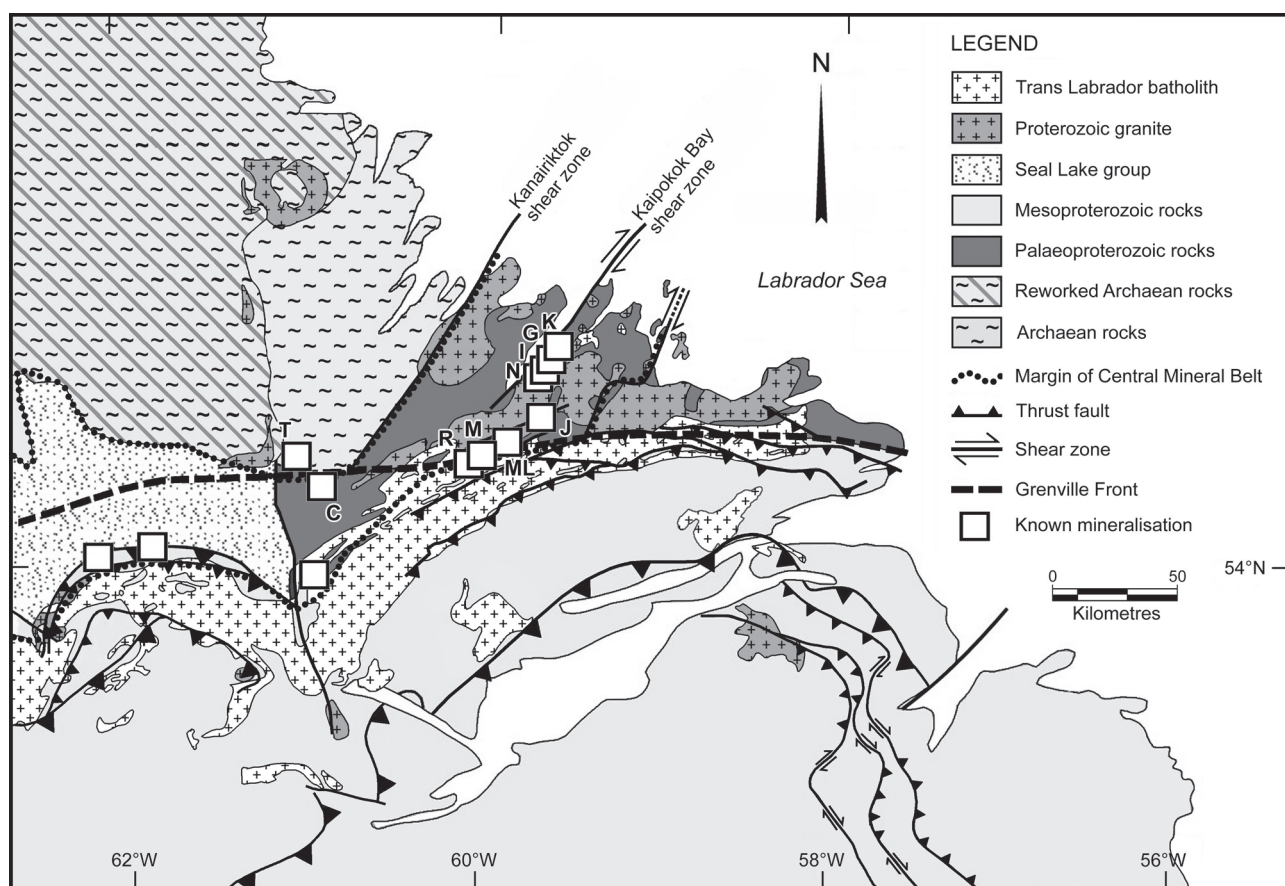 LEGEND
Trans Labrador batholith
Proterozoic granite
Seal Lake group
Mesoproterozoic rocks
Palaeoproterozoic rocks
Reworked Archaean rocks
Archaean rocks
Margin of Central Mineral Belt
Thrust fault
Shear zone
Grenville Front
Known mineralisation
0 50
Kilometres
54°N
N
Kanairiktok
shear zone
Kaipokok Bay
shear zone
Labrador Sea
K
G
I
N
J
M
R
ML
T
C
62°W
60°W
58°W
56°W